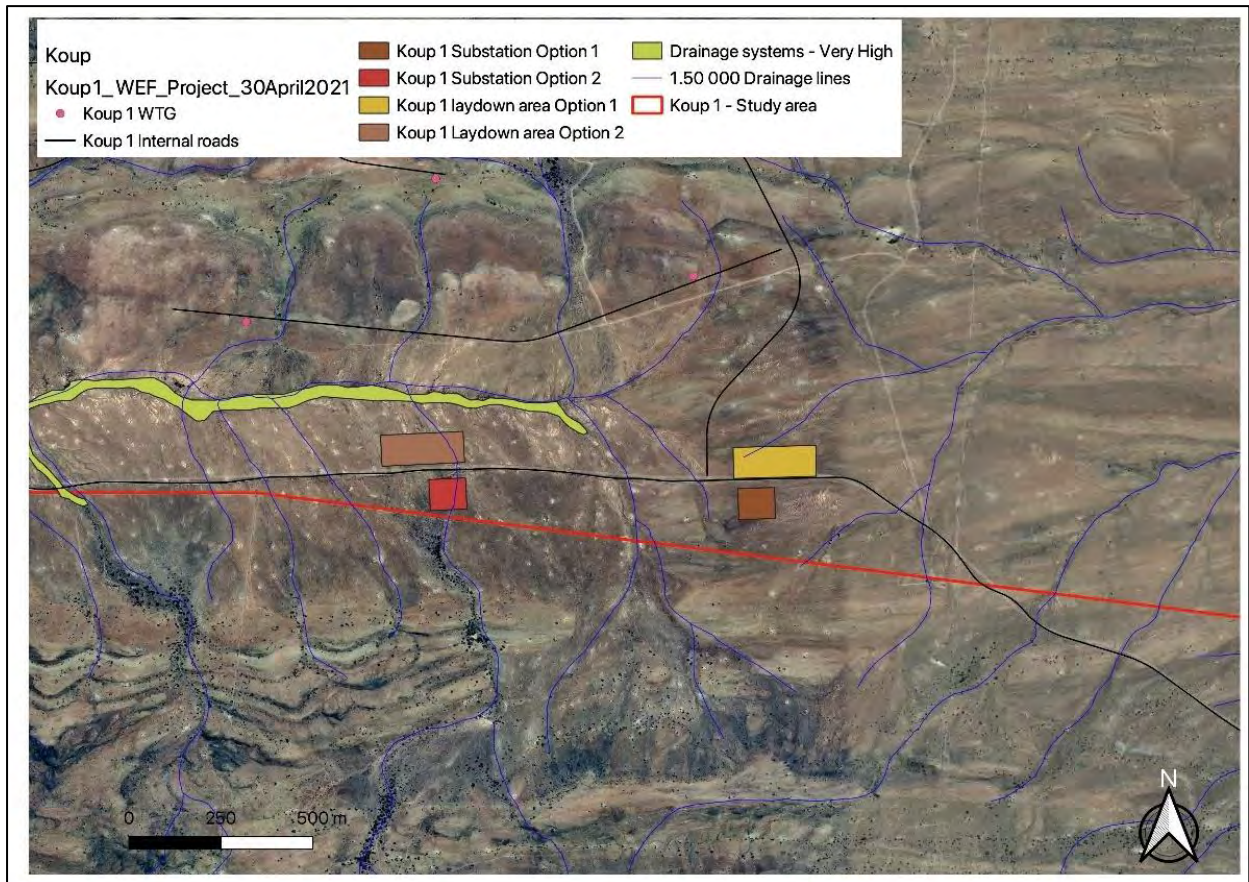 Koup
Koup1_WEF_Project_30April2021
Koup 1 WTG
Koup 1 Internal roads
Koup 1 Substation Option 1
Koup 1 Substation Option 2
Koup 1 laydown area Option 1
Koup 1 Laydown area Option 2
Drainage systems - Very High
1:50 000 Drainage lines
Koup 1 - Study area
0 250 500 m
N